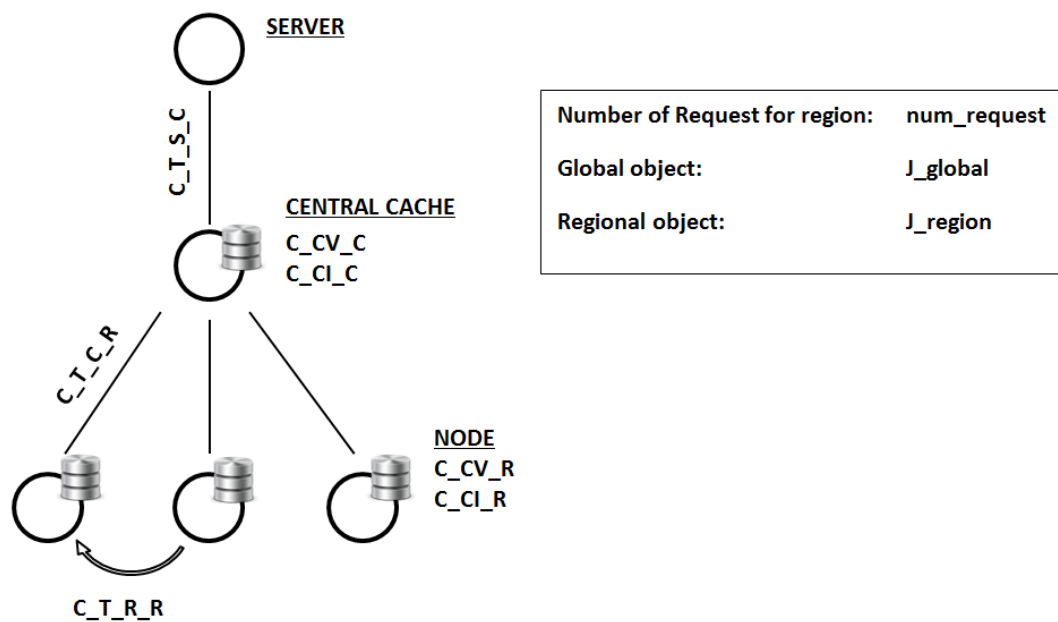 SERVER
C_T_S_C
Number of Request for region: num_request
Global object: J_global
Regional object: J_region
CENTRAL CACHE
C_CV_C
C_CI_C
C_T_C_R
NODE
C_CV_R
C_CI_R
C_T_R_R